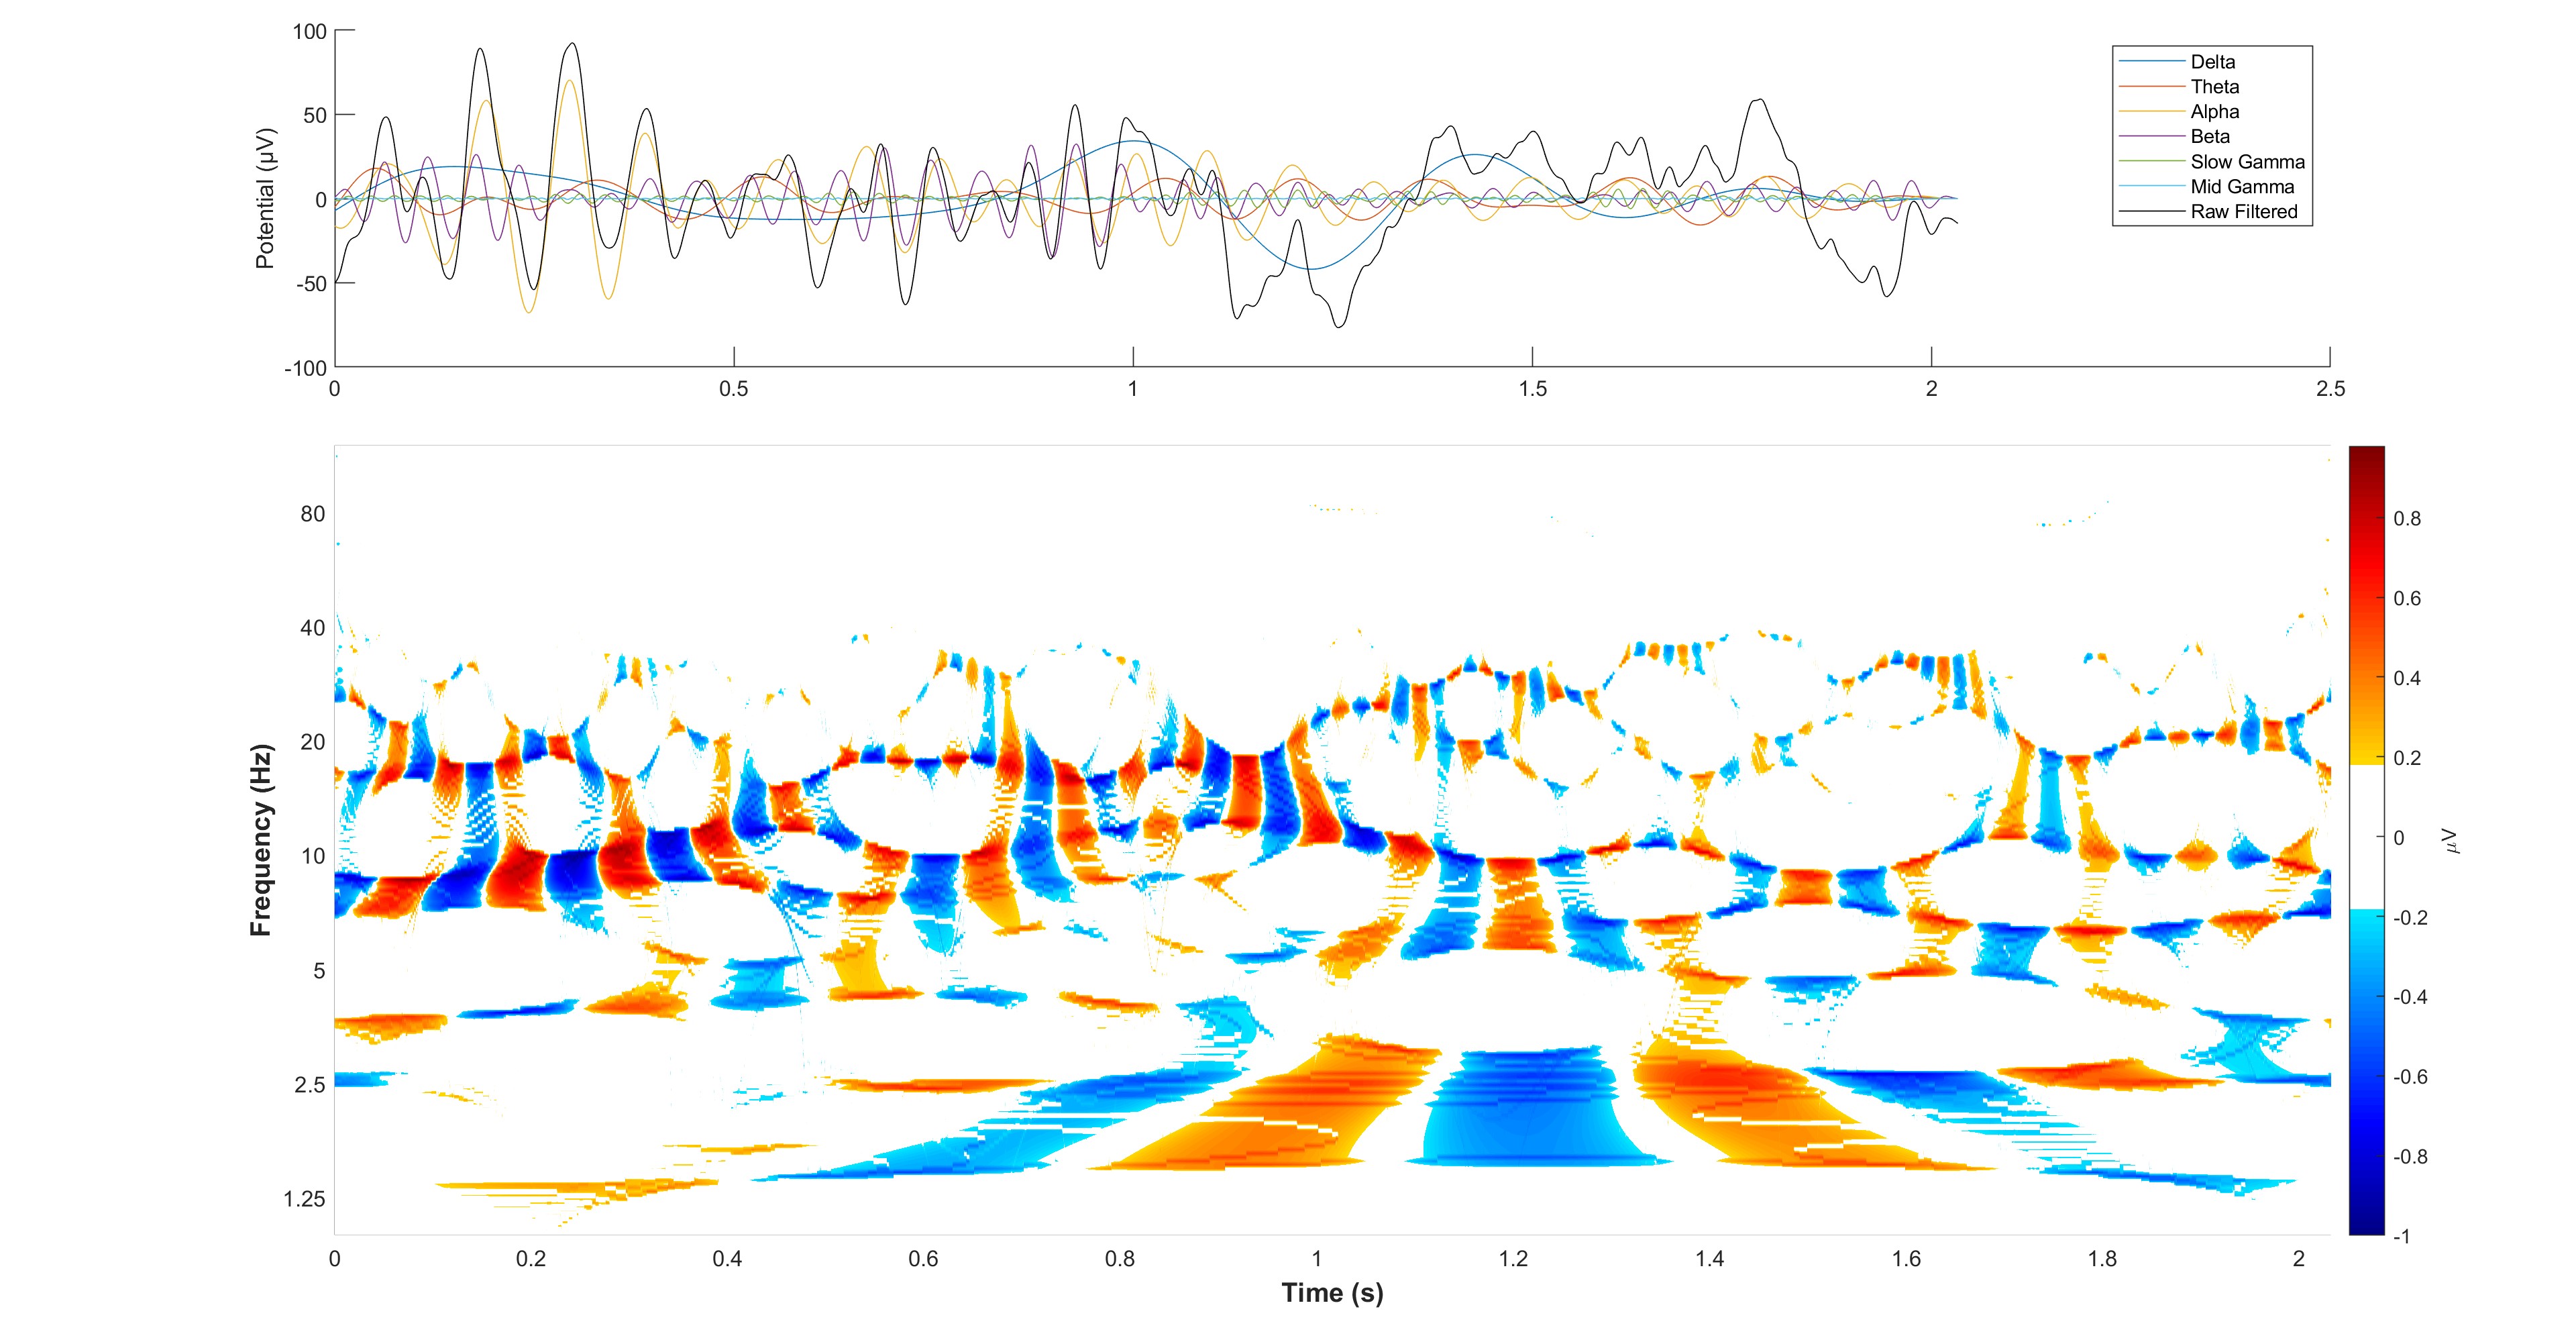 100
50
0
-50
-100
Potential (µV)
0 0.5 1 1.5 2 2.5
Delta
Theta
Alpha
Beta
Slow Gamma
Mid Gamma
Raw Filtered
80
40
20
10
5
2.5
1.25
Frequency (Hz)
0 0.2 0.4 0.6 0.8 1 1.2 1.4 1.6 1.8 2
Time (s)
0.8
0.6
0.4
0.2
0
-0.2
-0.4
-0.6
-0.8
-1
µV